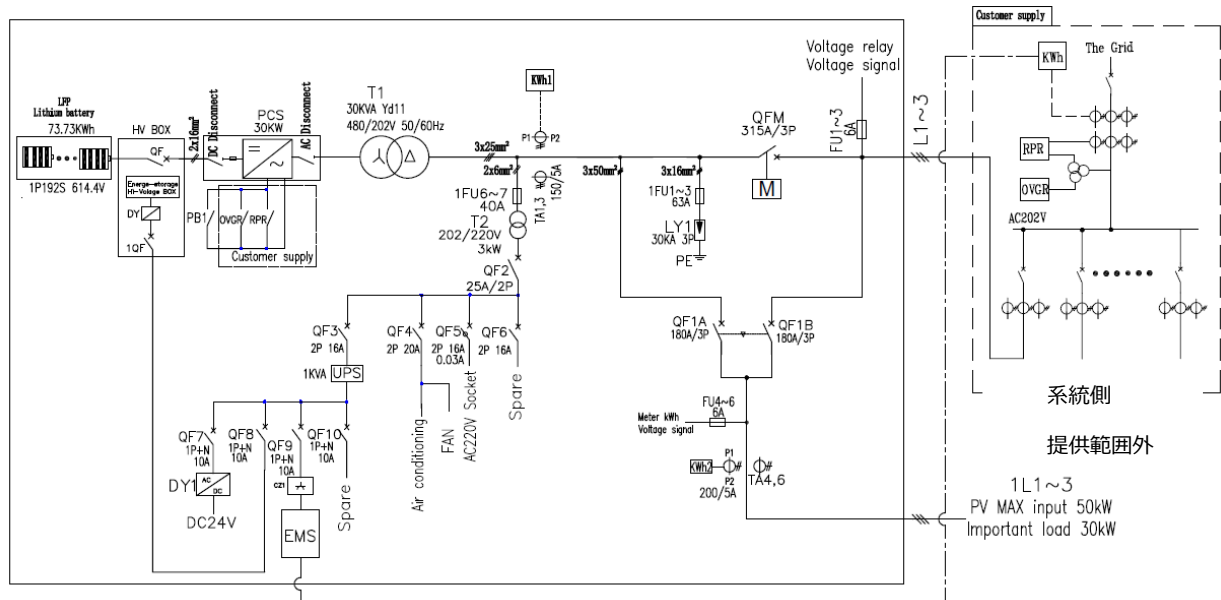 Customer supply
KWh
The Grid
RPR
OVGR
AC202V
Voltage relay
Voltage signal
FU1~3
6A
L1~3
LFP
Lithium battery
73.73KWh
1P192S 614.4V
HV BOX
QF
Energe-storage
HI-Volage BOX
DY
1QF
2x16mm²
DC Disconnect
PCS
30KW
AC Disconnect
PB1
OVGR
RPR
Customer supply
T1
30KVA Yd11
480/202V 50/60Hz
KWh1
P1
P2
3x25mm²
2x6mm²
TA1,3
150/5A
1FU6~7
40A
T2
202/220V
3kW
QF2
25A/2P
3x50mm²
3x16mm²
1FU1~3
63A
LY1
30KA 3P
PE
QFM
315A/3P
M
QF1A
180A/3P
QF1B
180A/3P
QF3
2P 16A
QF4
2P 20A
QF5
2P 16A
0.03A
QF6
2P 16A
1KVA
UPS
Air conditioning
FAN
AC220V Socket
Spare
QF7
1P+N
10A
QF8
1P+N
10A
QF9
1P+N
10A
QF10
1P+N
10A
DY1
AC
DC
DC24V
CZ1
EMS
Spare
Meter kWh
Voltage signal
FU4~6
6A
KWh2
P1
P2
200/5A
TA4,6
系統側
提供範囲外
1L1~3
PV MAX input 50kW
Important load 30kW